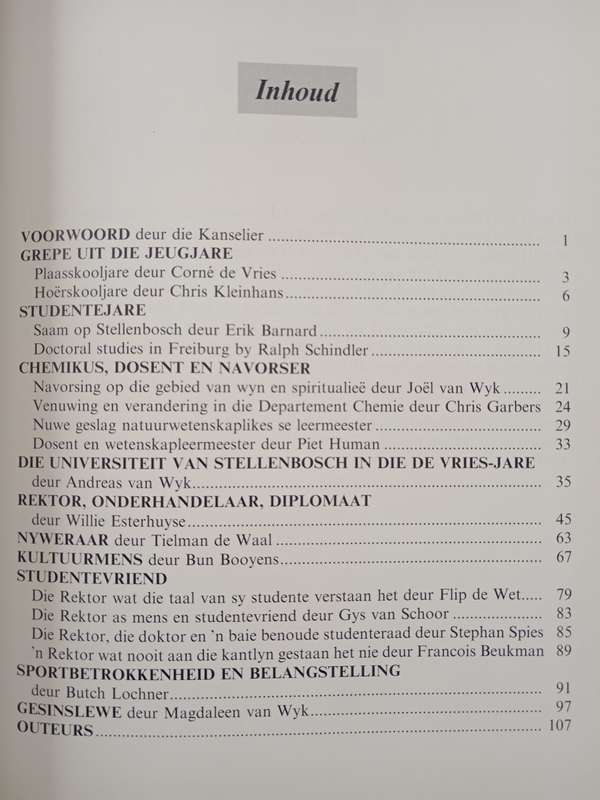 Inhoud
VOORWOORD deur die Kanselier ........................................................ 1
GREPE UIT DIE JEUGJARE
Plaasskooljare deur Corné de Vries ...................................................... 3
Hoërskooljare deur Chris Kleinhans..................................................... 6
STUDENTEJARE
Saam op Stellenbosch deur Erik Barnard............................................. 9
Doctoral studies in Freiburg by Ralph Schindler................................... 15
CHEMIKUS, DOSENT EN NAVORSER
Navorsing op die gebied van wyn en spiritualieë deur Joël van Wyk ........ 21
Venuwing en verandering in die Departement Chemie deur Chris Garbers 24
Nuwe geslag natuurwetenskaplikes se leermeester ................................ 29
Dosent en wetenskapleermeester deur Piet Human ................................ 33
DIE UNIVERSITEIT VAN STELLENBOSCH IN DIE DE VRIES-JARE
deur Andreas van Wyk...................................................................... 35
REKTOR, ONDERHANDELAAR, DIPLOMAAT
deur Willie Esterhuyse....................................................................... 45
NYWERAAR deur Tielman de Waal ..................................................... 63
KULTUURMENS deur Bun Booyens..................................................... 67
STUDENTEVRIEND
Die Rektor wat die taal van sy studente verstaan het deur Flip de Wet..... 79
Die Rektor as mens en studentevriend deur Gys van Schoor .................. 83
Die Rektor, die doktor en 'n baie benoude studenteraad deur Stephan Spies 85
'n Rektor wat nooit aan die kantlyn gestaan het nie deur Francois Beukman 89
SPORTBETROKKENHEID EN BELANGSTELLING
deur Butch Lochner........................................................................... 91
GESINSLEWE deur Magdaleen van Wyk............................................... 97
OUTEURS........................................................................................ 107